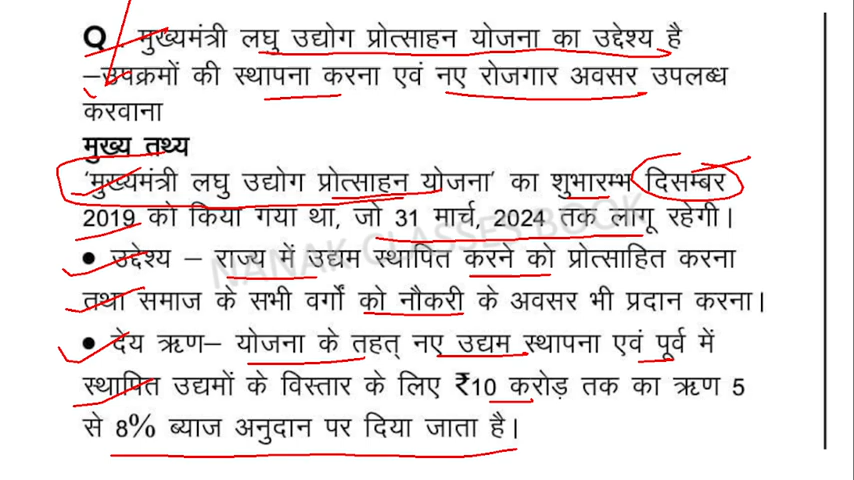 Q . मुख्यमंत्री लघु उद्योग प्रोत्साहन योजना का उद्देश्य है
–उपक्रमों की स्थापना करना एवं नए रोजगार अवसर उपलब्ध
करवाना
मुख्य तथ्य
'मुख्यमंत्री लघु उद्योग प्रोत्साहन योजना' का शुभारम्भ दिसम्बर
2019 को किया गया था, जो 31 मार्च, 2024 तक लागू रहेगी।
NANAK CLASSES BOOK
● उद्देश्य – राज्य में उद्यम स्थापित करने को प्रोत्साहित करना
तथा समाज के सभी वर्गों को नौकरी के अवसर भी प्रदान करना।
● देय ऋण– योजना के तहत् नए उद्यम स्थापना एवं पूर्व में
स्थापित उद्यमों के विस्तार के लिए ₹10 करोड़ तक का ऋण 5
से 8% ब्याज अनुदान पर दिया जाता है।